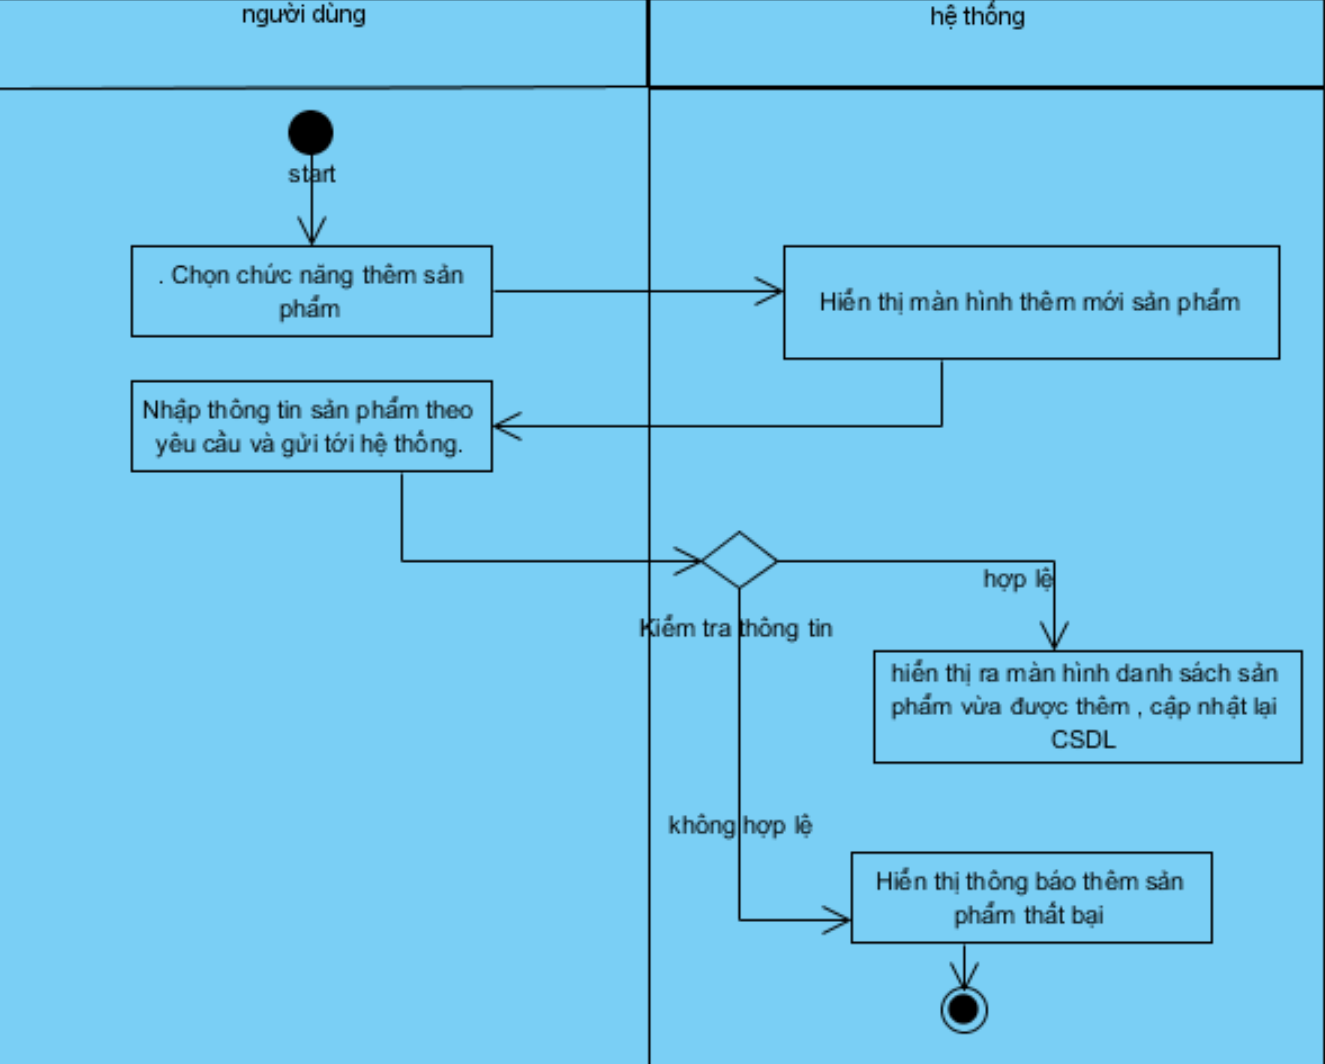 người dùng
hệ thống
start
. Chọn chức năng thêm sản
phẩm
Hiển thị màn hình thêm mới sản phẩm
Nhập thông tin sản phẩm theo
yêu cầu và gửi tới hệ thống.
hợp lệ
Kiểm tra thông tin
hiển thị ra màn hình danh sách sản
phẩm vừa được thêm , cập nhật lại
CSDL
không hợp lệ
Hiển thị thông báo thêm sản
phẩm thất bại